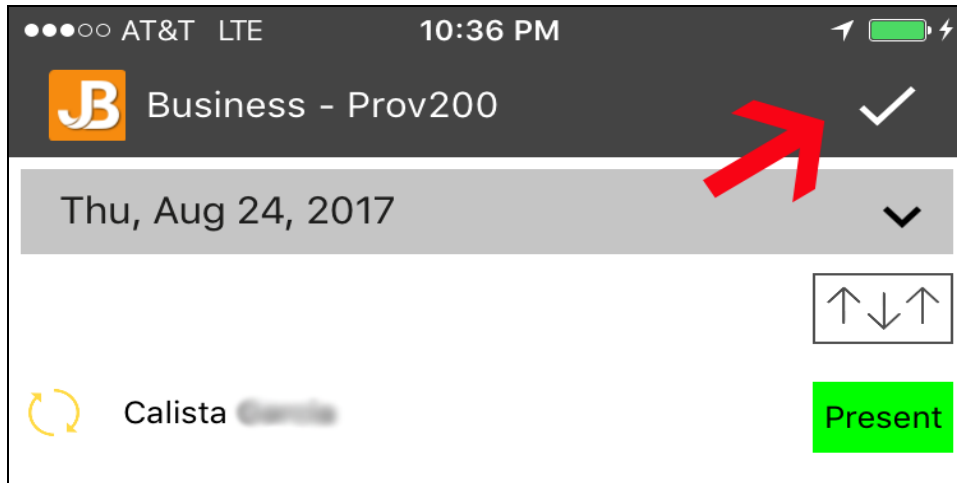 AT&T LTE 10:36 PM
JB Business - Prov200
Thu, Aug 24, 2017
Calista
Present